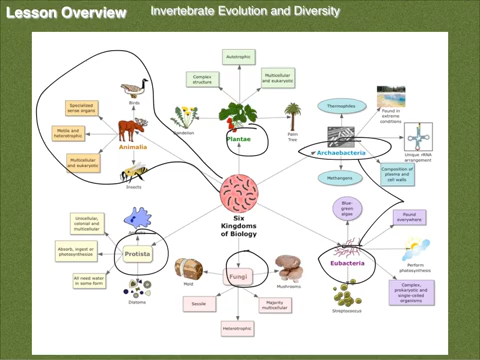 Lesson Overview
Invertebrate Evolution and Diversity
Autotrophic
Complex
structure
Multicellular
and eukaryotic
Specialized
sense organs
Birds
Motile and
heterotrophic
Animalia
Multicellular
and eukaryotic
Insects
Dandelion
Plantae
Palm
Tree
Thermophiles
Found in
extreme
conditions
Archaebacteria
Unique rRNA
arrangement
Methangens
Composition of
plasma and
cell walls
Six
Kingdoms
of Biology
Unicellular,
colonial and
multicellular
Absorb, ingest or
photosynthesize
Protista
All need water
in some form
Diatoms
Mold
Fungi
Mushrooms
Sessile
Majority
multicellular
Heterotrophic
Blue-
green
algae
Found
everywhere
Eubacteria
Perform
photosynthesis
Streptococcus
Complex,
prokaryotic and
single-celled
organisms